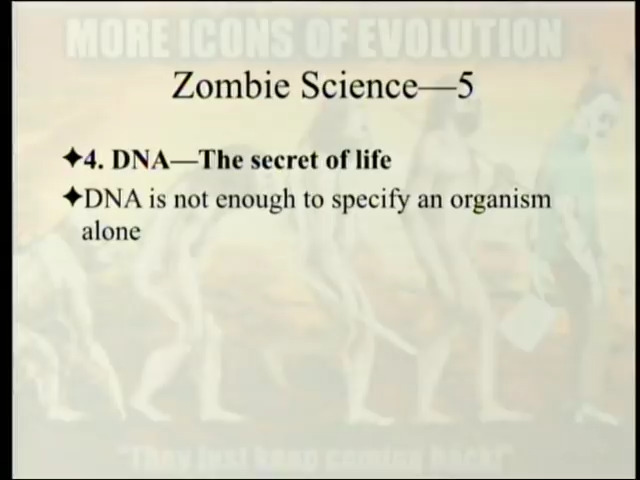 MORE ICONS OF EVOLUTION
Zombie Science—5
✦4. DNA—The secret of life
✦DNA is not enough to specify an organism
alone
"They just keep coming back!"